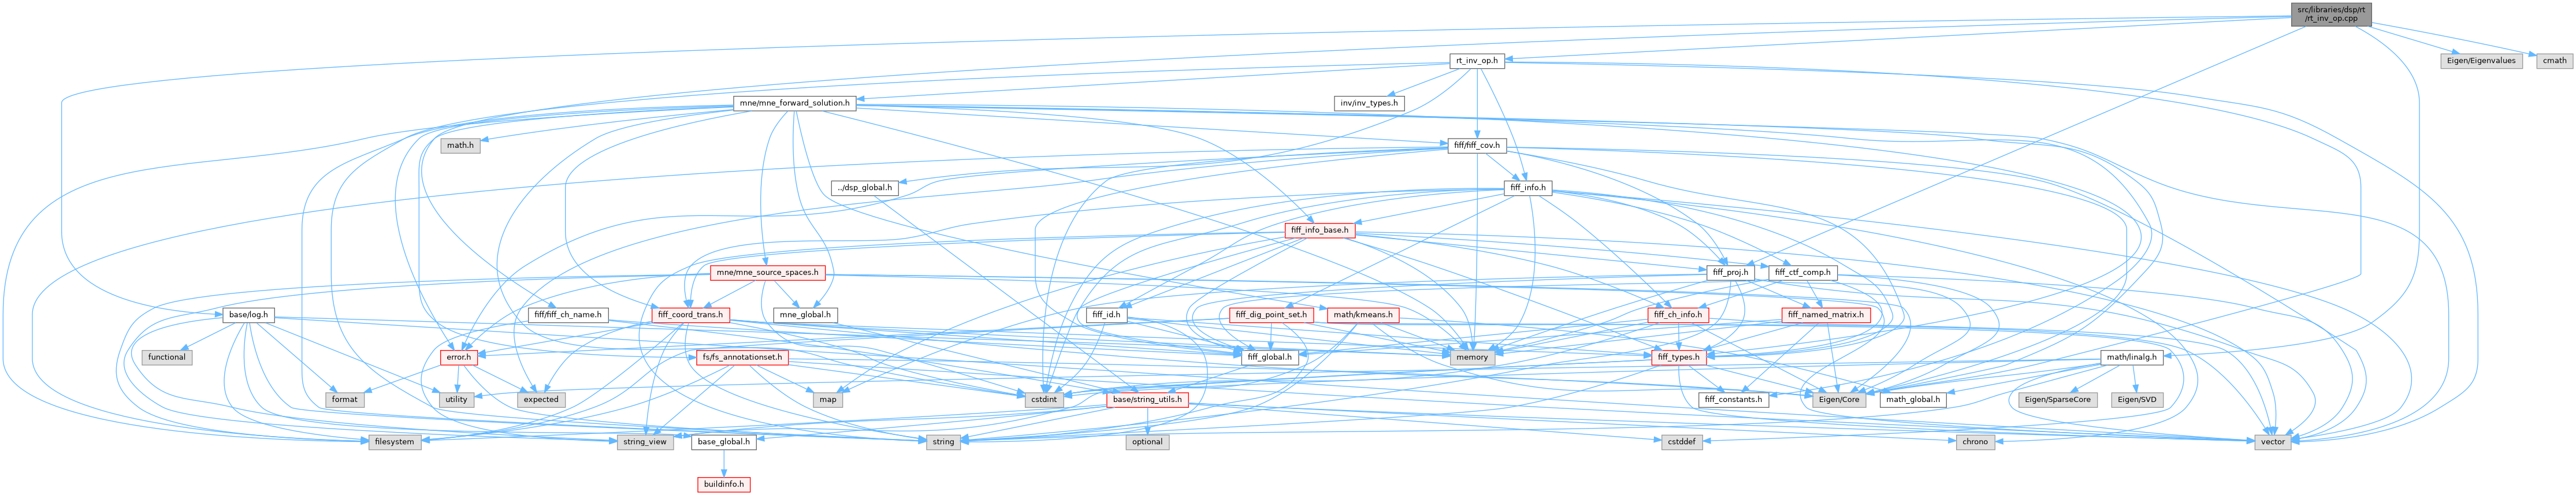 src/libraries/dsp/rt
/rt_inv_op.cpp
rt_inv_op.h
Eigen/Eigenvalues
cmath
mne/mne_forward_solution.h
inv/inv_types.h
math.h
fiff/fiff_cov.h
../dsp_global.h
fiff_info.h
fiff_info_base.h
mne/mne_source_spaces.h
fiff_proj.h
fiff_ctf_comp.h
base/log.h
fiff/fiff_ch_name.h
fiff_coord_trans.h
mne_global.h
fiff_id.h
fiff_dig_point_set.h
math/kmeans.h
fiff_ch_info.h
fiff_named_matrix.h
functional
error.h
fs/fs_annotationset.h
fiff_global.h
memory
fiff_types.h
math/linalg.h
format
utility
expected
map
cstdint
base/string_utils.h
fiff_constants.h
Eigen/Core
math_global.h
Eigen/SparseCore
Eigen/SVD
filesystem
string_view
base_global.h
string
optional
cstddef
chrono
vector
buildinfo.h